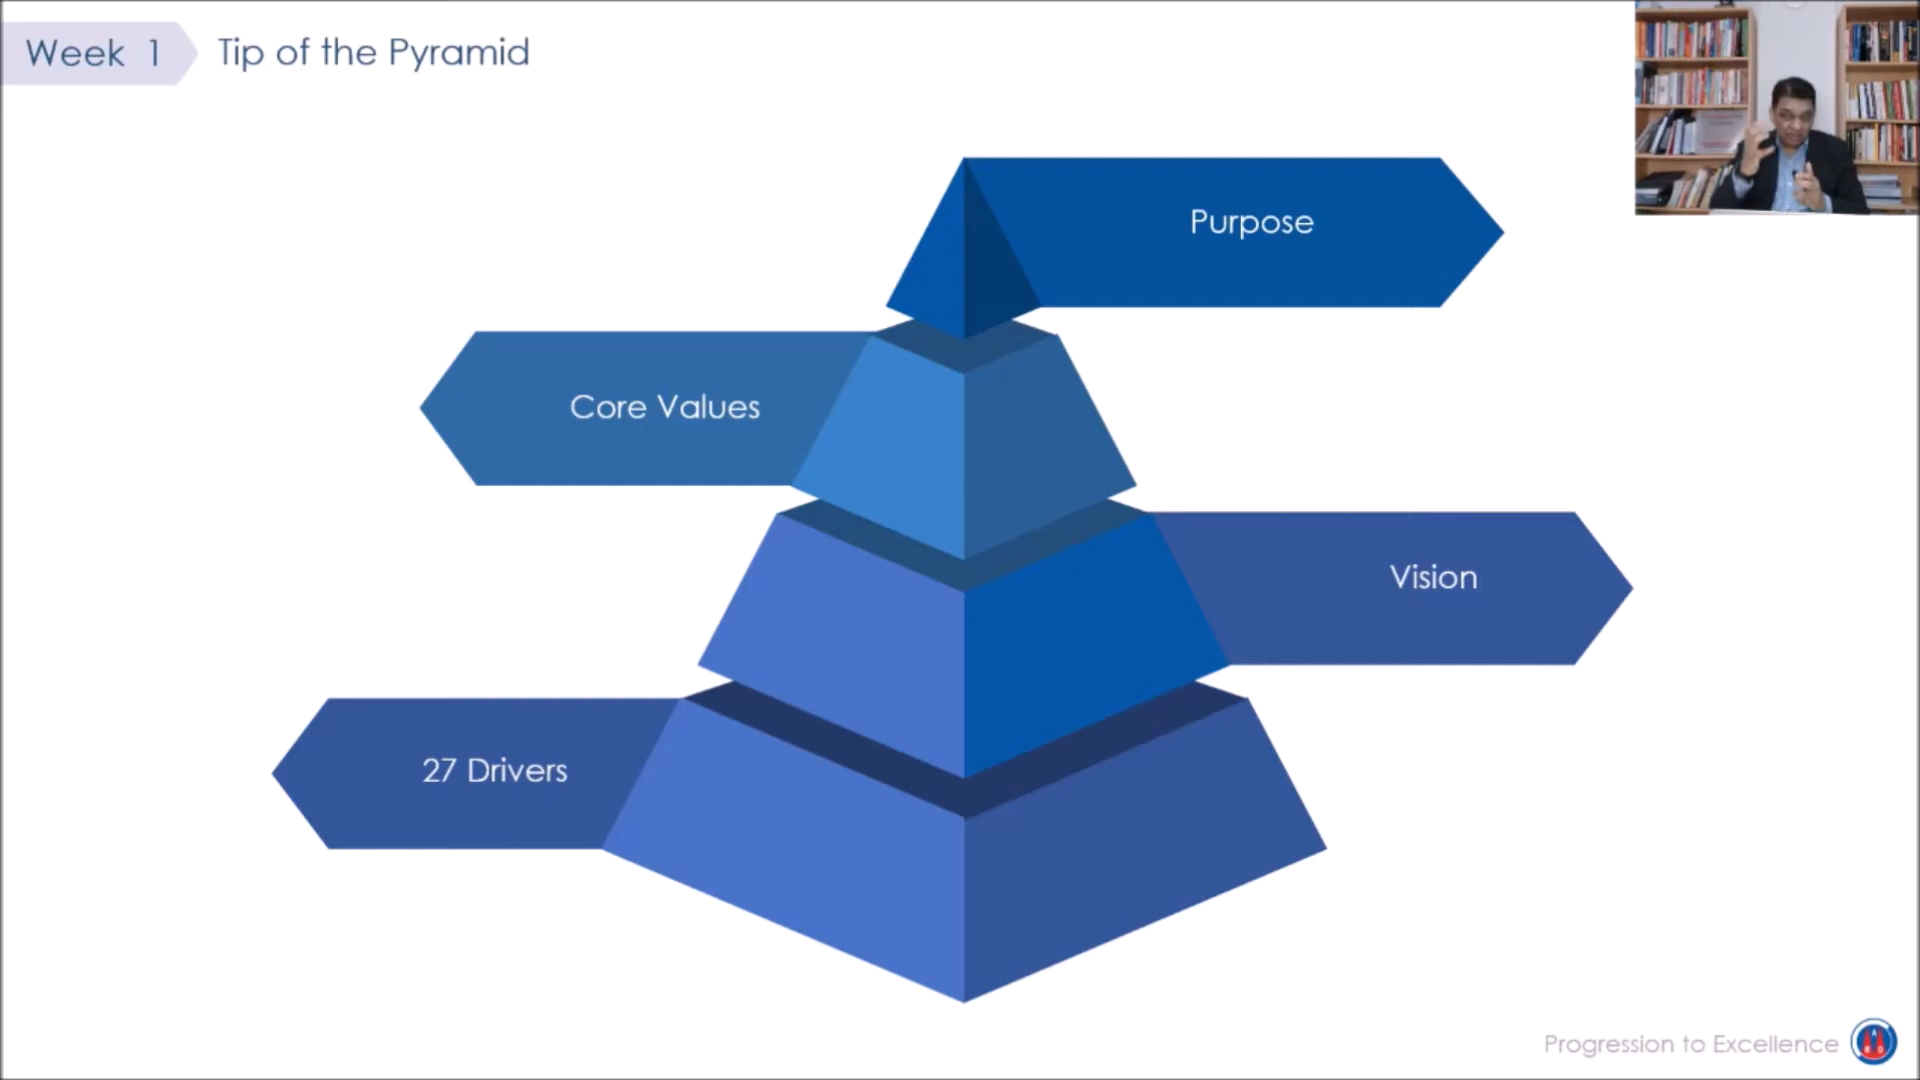 Week 1
Tip of the Pyramid
Purpose
Core Values
Vision
27 Drivers
Progression to Excellence